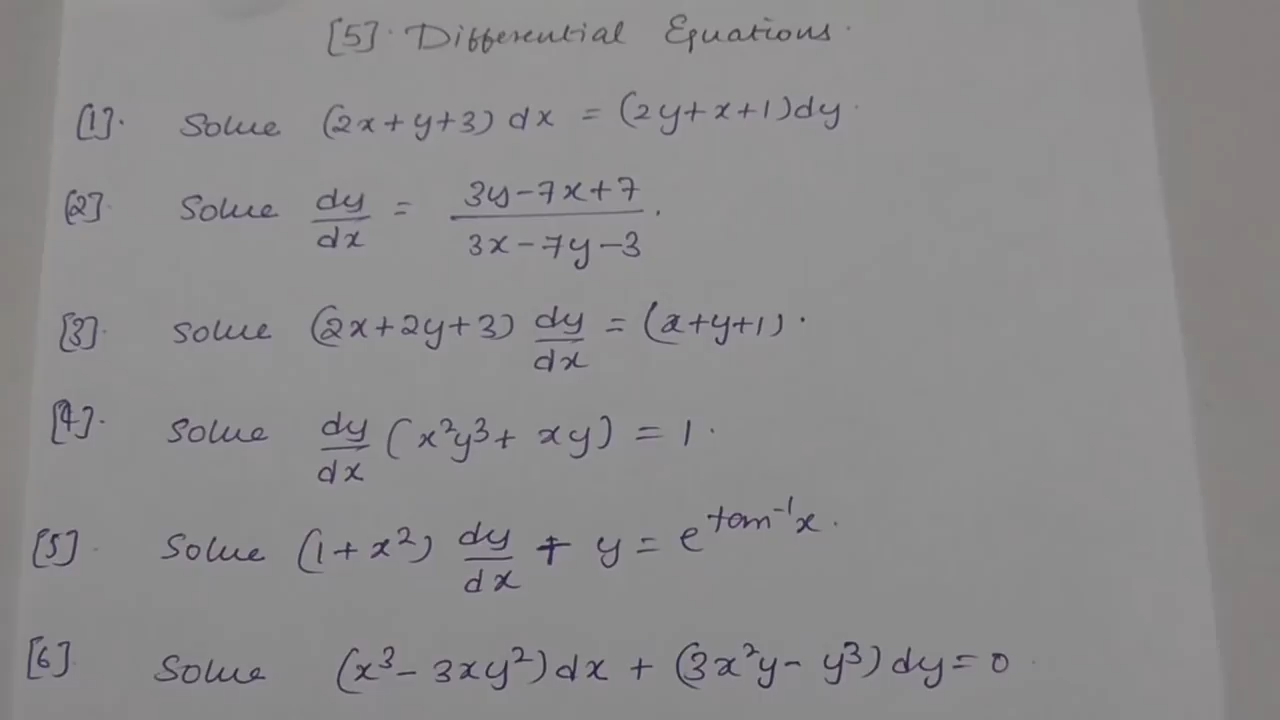 [5]. Differential Equations.
[1]. Solve (2x+y+3) dx = (2y+x+1)dy.
[2]. Solve dy/dx = (3y-7x+7)/(3x-7y-3).
[3]. Solve (2x+2y+3) dy/dx = (x+y+1).
[4]. Solve dy/dx (x²y³+ xy) = 1.
[5]. Solve (1+x²) dy/dx + y = e^(tan⁻¹x).
[6]. Solve (x³-3xy²)dx + (3x²y-y³)dy=0.